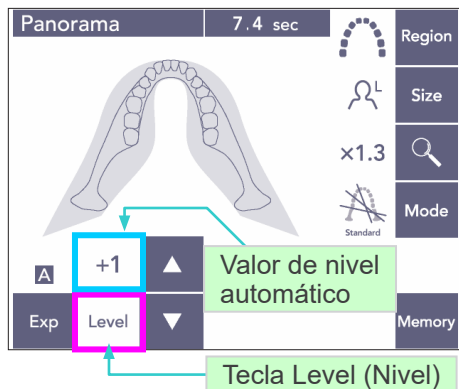 Panorama
7.4 sec
Region
L
Size
×1.3
Mode
Standard
A
+1
▲
Valor de nivel
automático
Exp
Level
▼
Memory
Tecla Level (Nivel)